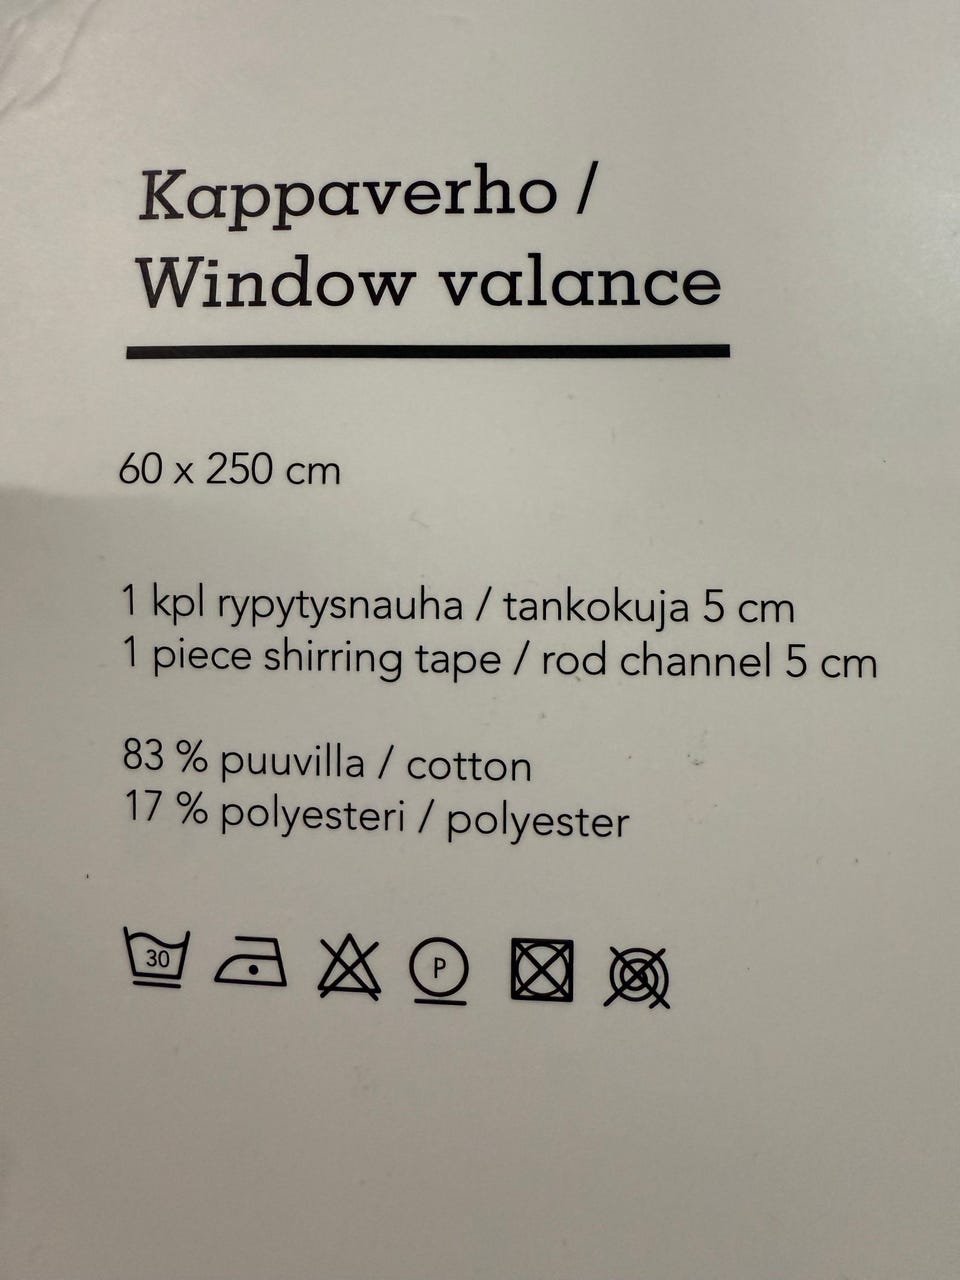 Kappaverho /
Window valance
60 x 250 cm
1 kpl rypytysnauha / tankokuja 5 cm
1 piece shirring tape / rod channel 5 cm
83 % puuvilla / cotton
17 % polyesteri / polyester
30 P